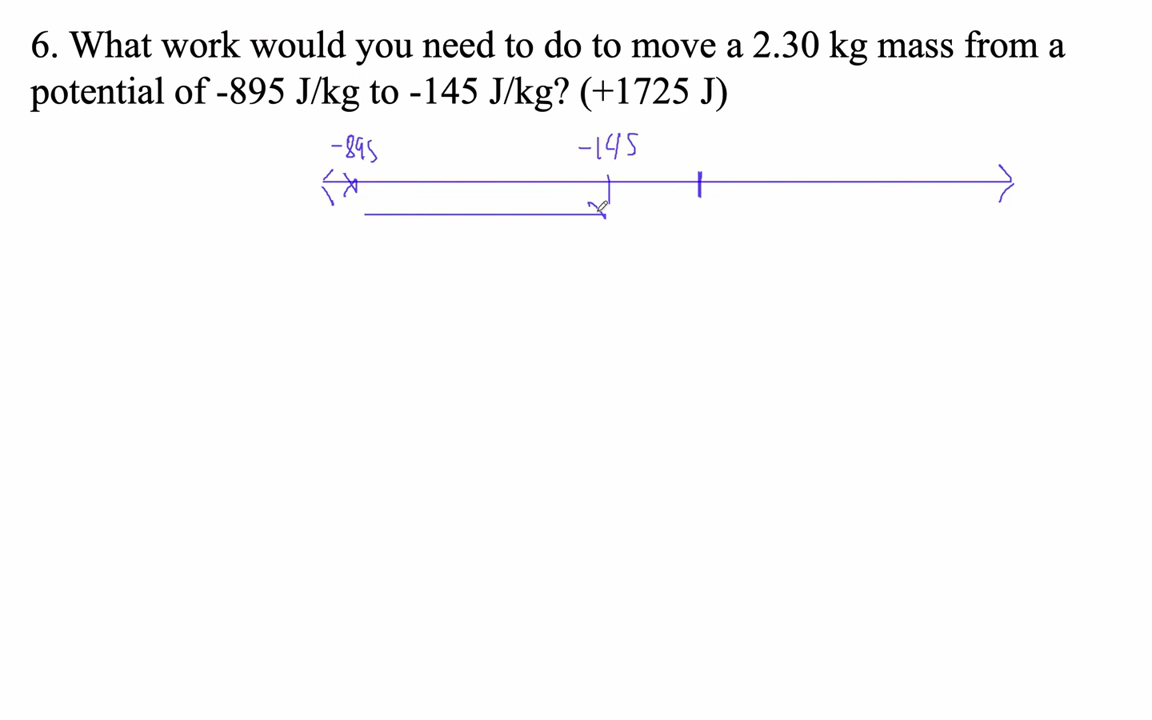 6. What work would you need to do to move a 2.30 kg mass from a
potential of -895 J/kg to -145 J/kg? (+1725 J)
-895 -145